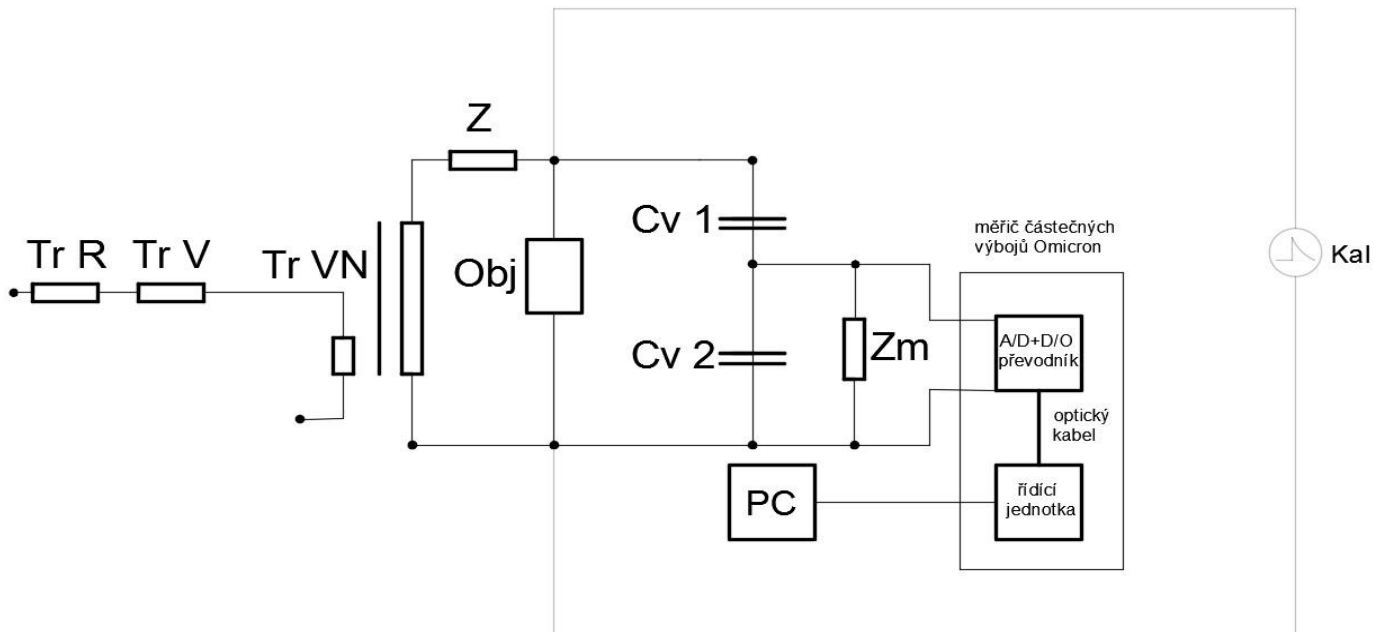 Z
Cv 1
měřič částečných
výbojů Omicron
Tr R
Tr V
Tr VN
Obj
Kal
Cv 2
Zm
A/D+D/O
převodník
optický
kabel
PC
řídící
jednotka